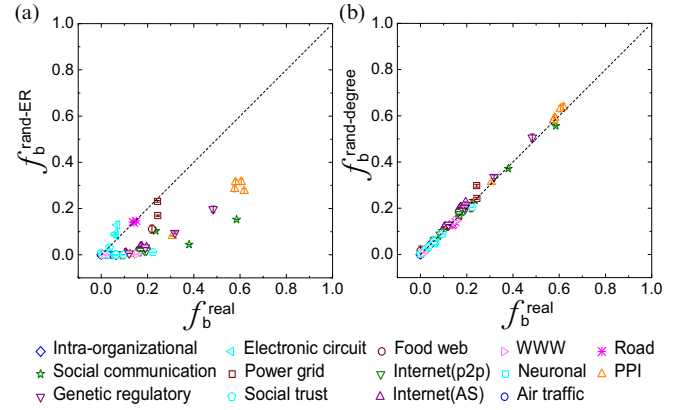 (a) (b)
1.0 1.0
0.8 0.8
0.6 0.6
0.4 0.4
0.2 0.2
0.0 0.0
0.0 0.2 0.4 0.6 0.8 1.0 0.0 0.2 0.4 0.6 0.8 1.0
f_b^rand-ER f_b^rand-degree
f_b^real f_b^real
Intra-organizational Electronic circuit Food web WWW Road
Social communication Power grid Internet(p2p) Neuronal PPI
Genetic regulatory Social trust Internet(AS) Air traffic